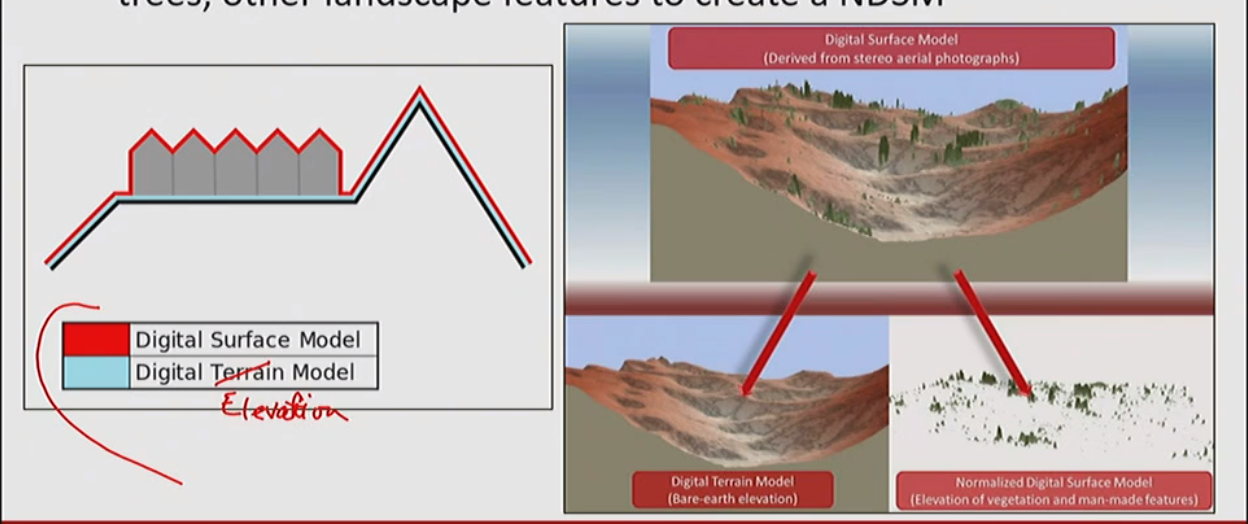 trees, other landscape features to create a NDSM
Digital Surface Model
Digital Terrain Model
Elevation
Digital Surface Model
(Derived from stereo aerial photographs)
Digital Terrain Model
(Bare-earth elevation)
Normalized Digital Surface Model
(Elevation of vegetation and man-made features)